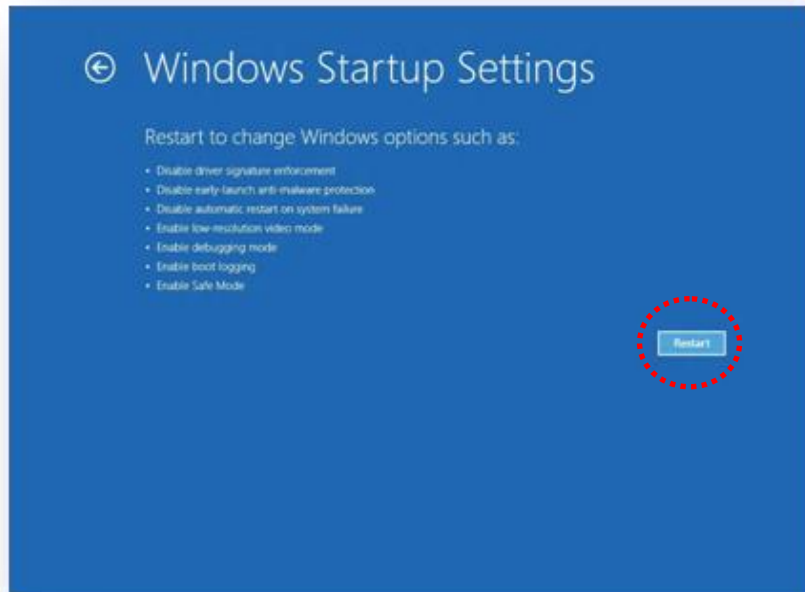 Windows Startup Settings
Restart to change Windows options such as:
• Disable driver signature enforcement
• Disable early-launch anti-malware protection
• Disable automatic restart on system failure
• Enable low-resolution video mode
• Enable debugging mode
• Enable boot logging
• Enable Safe Mode
Restart